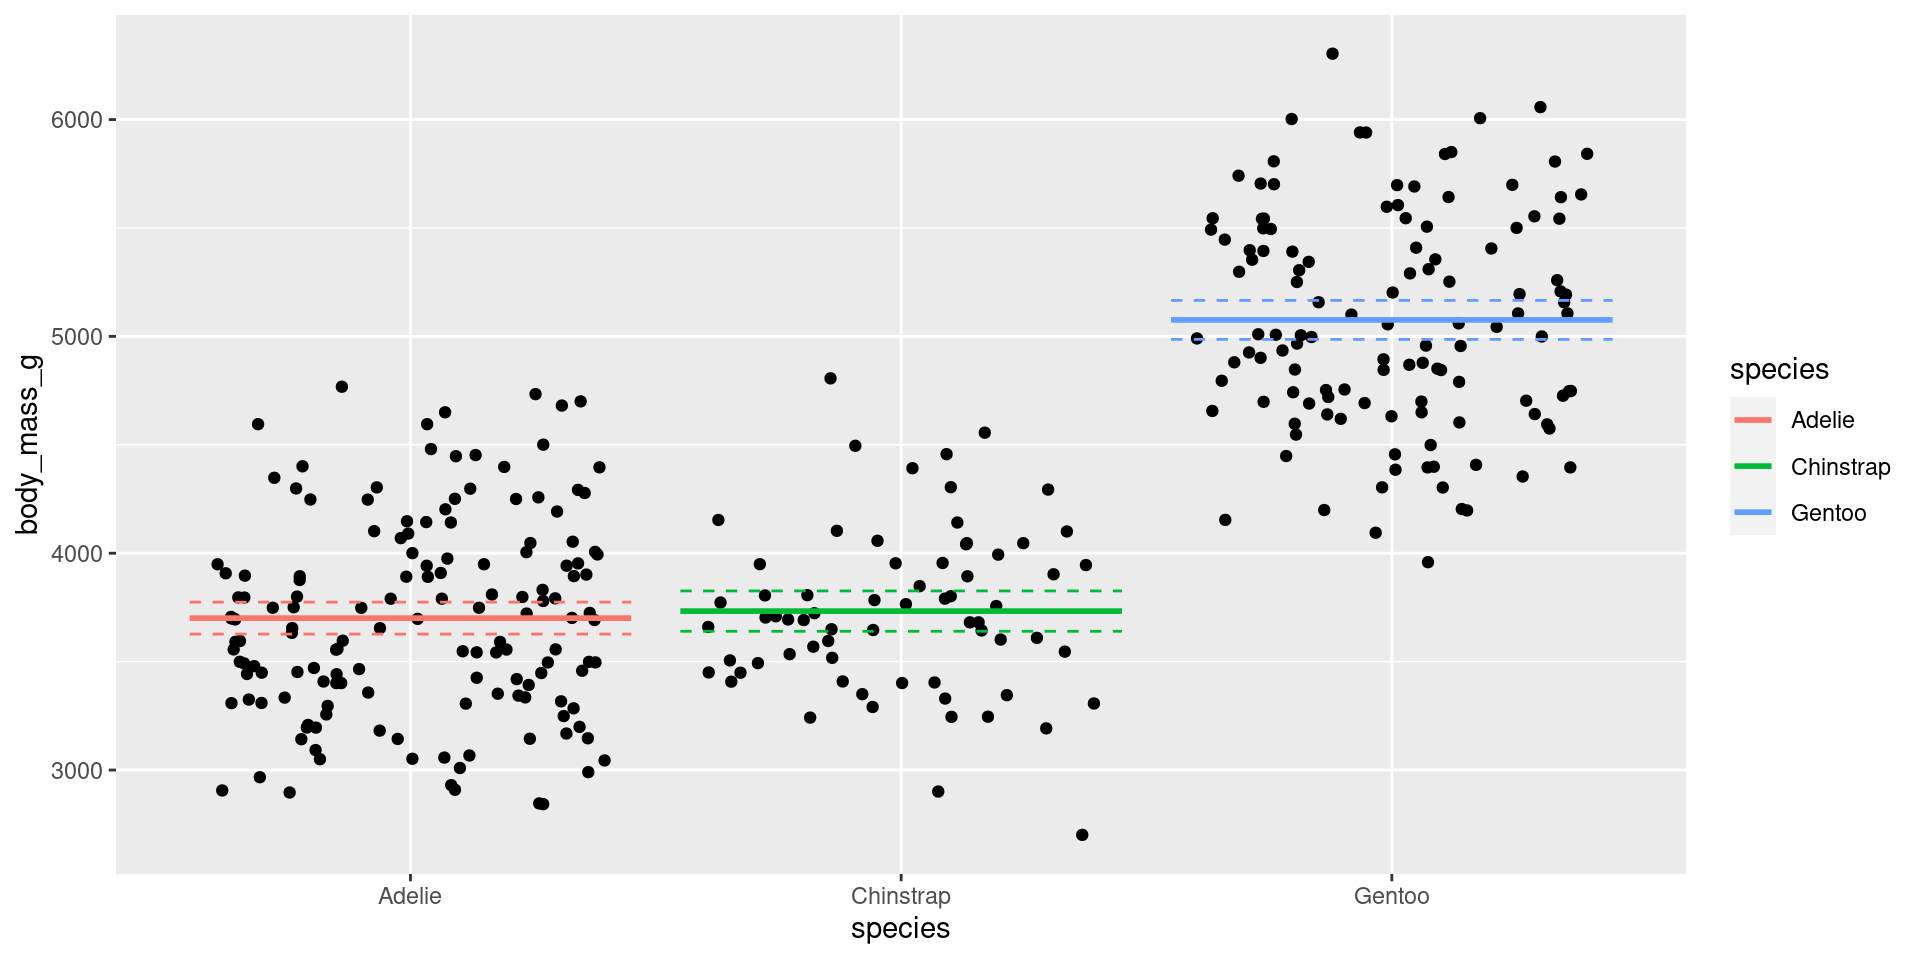 6000
5000
4000
3000
body_mass_g
Adelie
Chinstrap
Gentoo
species
species
Adelie
Chinstrap
Gentoo